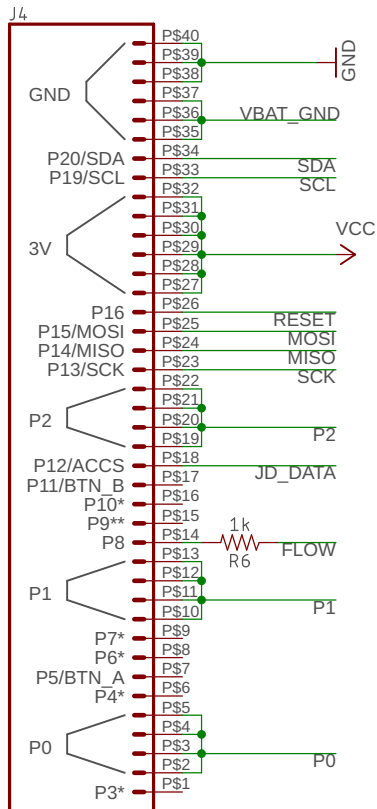 J4
P$40
P$39
GND
P$38
GND
P$37
P$36
VBAT_GND
P$35
P20/SDA
P$34
SDA
P19/SCL
P$33
SCL
P$32
P$31
P$30
VCC
3V
P$29
P$28
P$27
P16
P$26
RESET
P15/MOSI
P$25
MOSI
P14/MISO
P$24
MISO
P13/SCK
P$23
SCK
P$22
P$21
P2
P$20
P2
P$19
P12/ACCS
P$18
JD_DATA
P11/BTN_B
P$17
P10*
P$16
P9**
P$15
1k
P8
P$14
FLOW
R6
P$13
P$12
P1
P$11
P1
P$10
P7*
P$9
P6*
P$8
P5/BTN_A
P$7
P4*
P$6
P$5
P$4
P0
P$3
P0
P$2
P3*
P$1